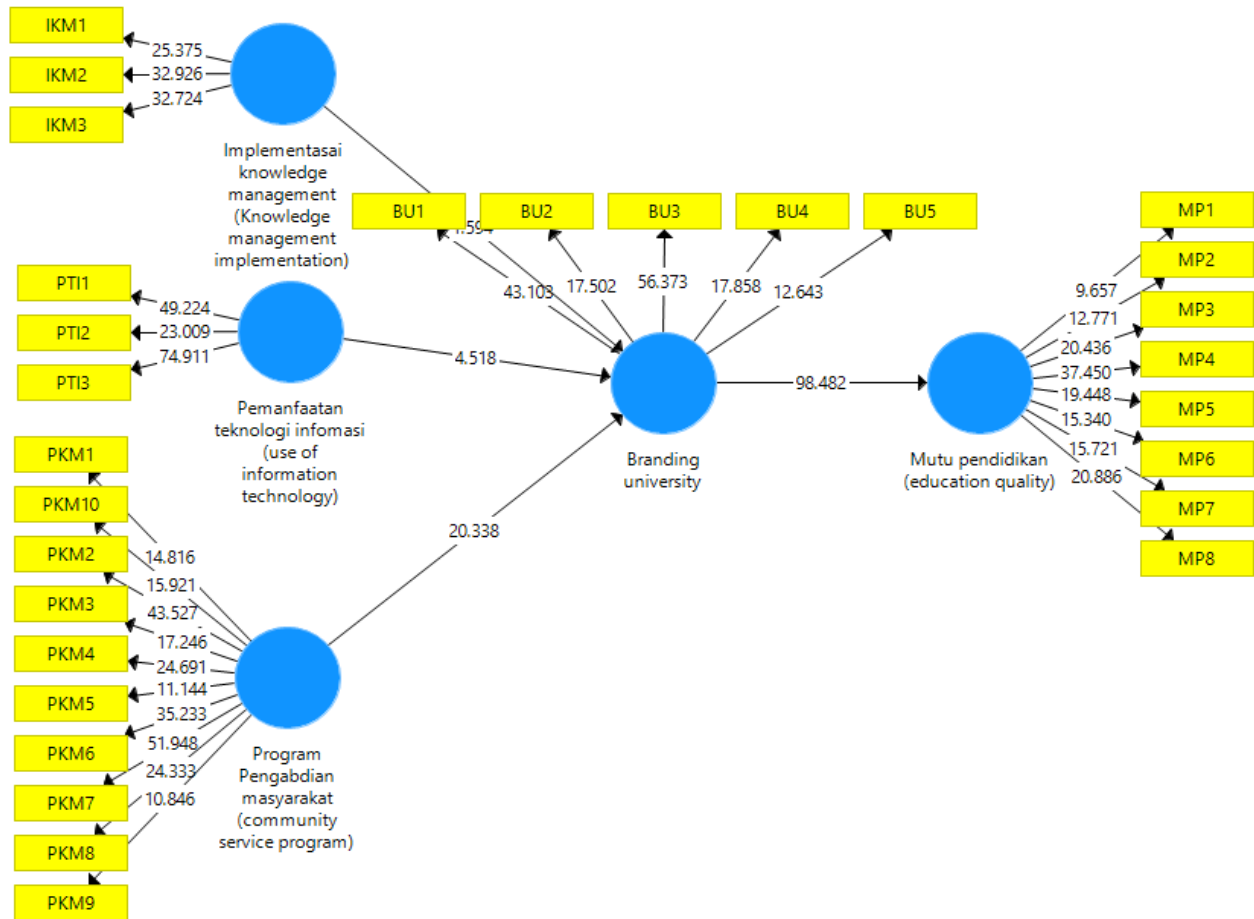 IKM1
IKM2
IKM3
25.375
32.926
32.724
Implementasai
knowledge
management
(Knowledge
management
implementation)
PTI1
PTI2
PTI3
49.224
23.009
74.911
Pemanfaatan
teknologi infomasi
(use of
information
technology)
4.518
PKM1
PKM10
PKM2
PKM3
PKM4
PKM5
PKM6
PKM7
PKM8
PKM9
14.816
15.921
43.527
17.246
24.691
11.144
35.233
51.948
24.333
10.846
Program
Pengabdian
masyarakat
(community
service program)
20.338
BU1
BU2
BU3
BU4
BU5
43.103
17.502
56.373
17.858
12.643
Branding
university
98.482
Mutu pendidikan
(education quality)
9.657
12.771
20.436
37.450
19.448
15.340
15.721
20.886
MP1
MP2
MP3
MP4
MP5
MP6
MP7
MP8